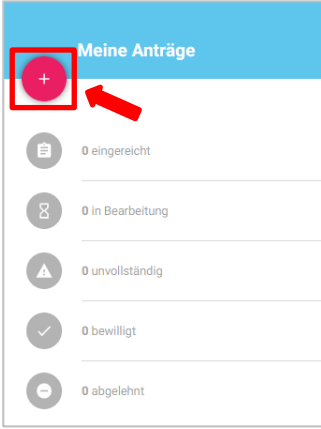 Meine Anträge
+
0 eingereicht
0 in Bearbeitung
0 unvollständig
0 bewilligt
0 abgelehnt